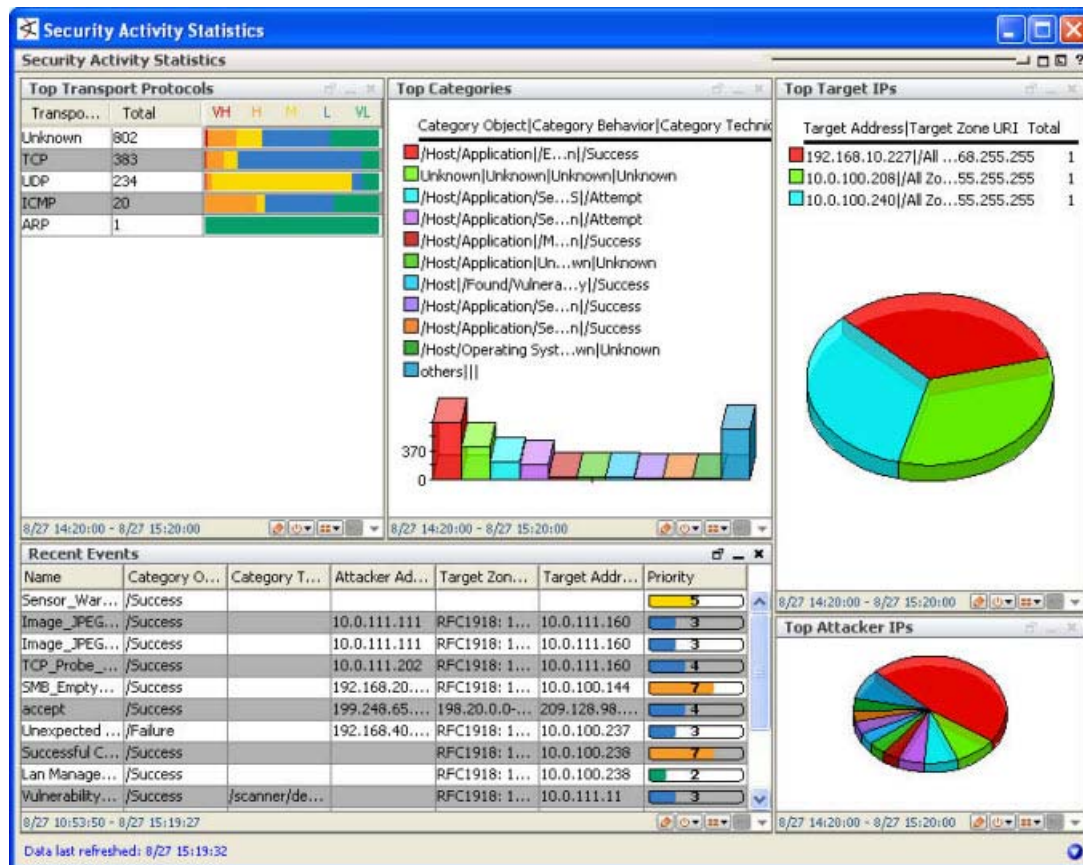 Security Activity Statistics
Security Activity Statistics
Top Transport Protocols
Transpo... Total VH H M L VL
Unknown 802
TCP 383
UDP 234
ICMP 20
ARP 1
8/27 14:20:00 - 8/27 15:20:00
Top Categories
Category Object|Category Behavior|Category Techni
/Host/Application|/E...n|/Success
Unknown|Unknown|Unknown|Unknown
/Host/Application/Se...S|/Attempt
/Host/Application/Se...n|/Attempt
/Host/Application|/M...n|/Success
/Host/Application|Un...wn|Unknown
/Host|/Found/Vulnera...y|/Success
/Host/Application/Se...n|/Success
/Host/Application/Se...n|/Success
/Host/Operating Syst...wn|Unknown
others|||
370
0
8/27 14:20:00 - 8/27 15:20:00
Top Target IPs
Target Address|Target Zone URI Total
192.168.10.227|/All ...68.255.255 1
10.0.100.208|/All Zo...55.255.255 1
10.0.100.240|/All Zo...55.255.255 1
8/27 14:20:00 - 8/27 15:20:00
Recent Events
Name Category O... Category T... Attacker Ad... Target Zon... Target Addr... Priority
Sensor_War... /Success 5
Image_JPEG... /Success 10.0.111.111 RFC1918: 1... 10.0.111.160 3
Image_JPEG... /Success 10.0.111.111 RFC1918: 1... 10.0.111.160 3
TCP_Probe_... /Success 10.0.111.202 RFC1918: 1... 10.0.111.160 4
SMB_Empty... /Success 192.168.20.... RFC1918: 1... 10.0.100.144 7
accept /Success 199.248.65.... 198.20.0.0-... 209.128.98.... 4
Unexpected ... /Failure 192.168.40.... RFC1918: 1... 10.0.100.237 3
Successful C... /Success RFC1918: 1... 10.0.100.238 7
Lan Manage... /Success RFC1918: 1... 10.0.100.238 2
Vulnerability... /Success /scanner/de... RFC1918: 1... 10.0.111.11 3
8/27 10:53:50 - 8/27 15:19:27
Top Attacker IPs
8/27 14:20:00 - 8/27 15:20:00
Data last refreshed: 8/27 15:19:32